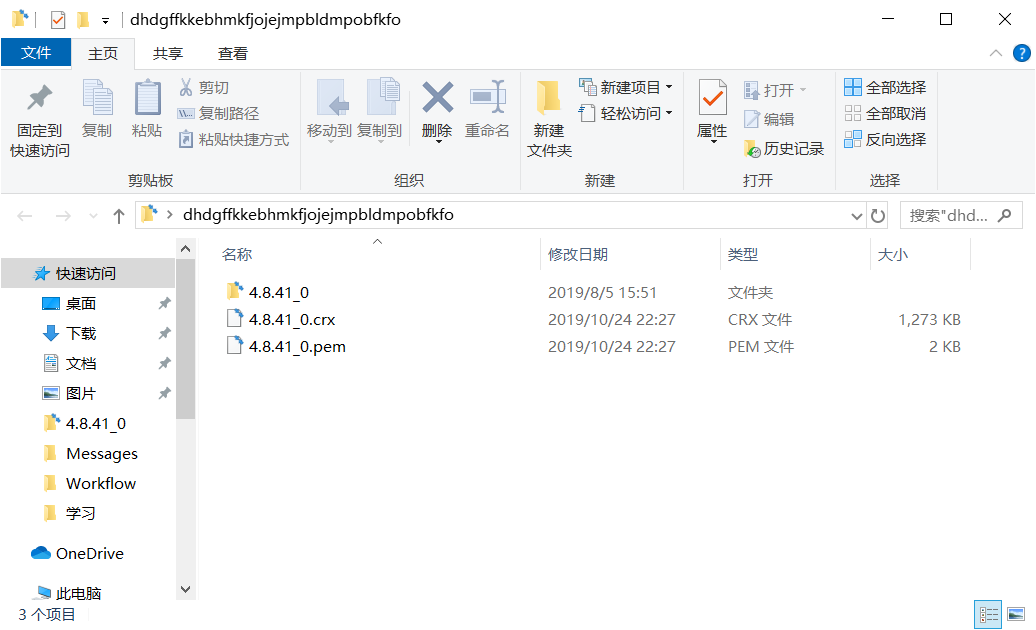 dhdgffkkebhmkfjojejmpbldmpobfkfo
文件 主页 共享 查看
固定到
快速访问
复制
粘贴
剪切
复制路径
粘贴快捷方式
剪贴板
移动到 复制到 删除 重命名
组织
新建
文件夹
新建项目
轻松访问
新建
属性
打开
编辑
历史记录
打开
全部选择
全部取消
反向选择
选择
dhdgffkkebhmkfjojejmpbldmpobfkfo
搜索"dhd...
名称 修改日期 类型 大小
4.8.41_0 2019/8/5 15:51 文件夹
4.8.41_0.crx 2019/10/24 22:27 CRX 文件 1,273 KB
4.8.41_0.pem 2019/10/24 22:27 PEM 文件 2 KB
快速访问
桌面
下载
文档
图片
4.8.41_0
Messages
Workflow
学习
OneDrive
此电脑
3 个项目